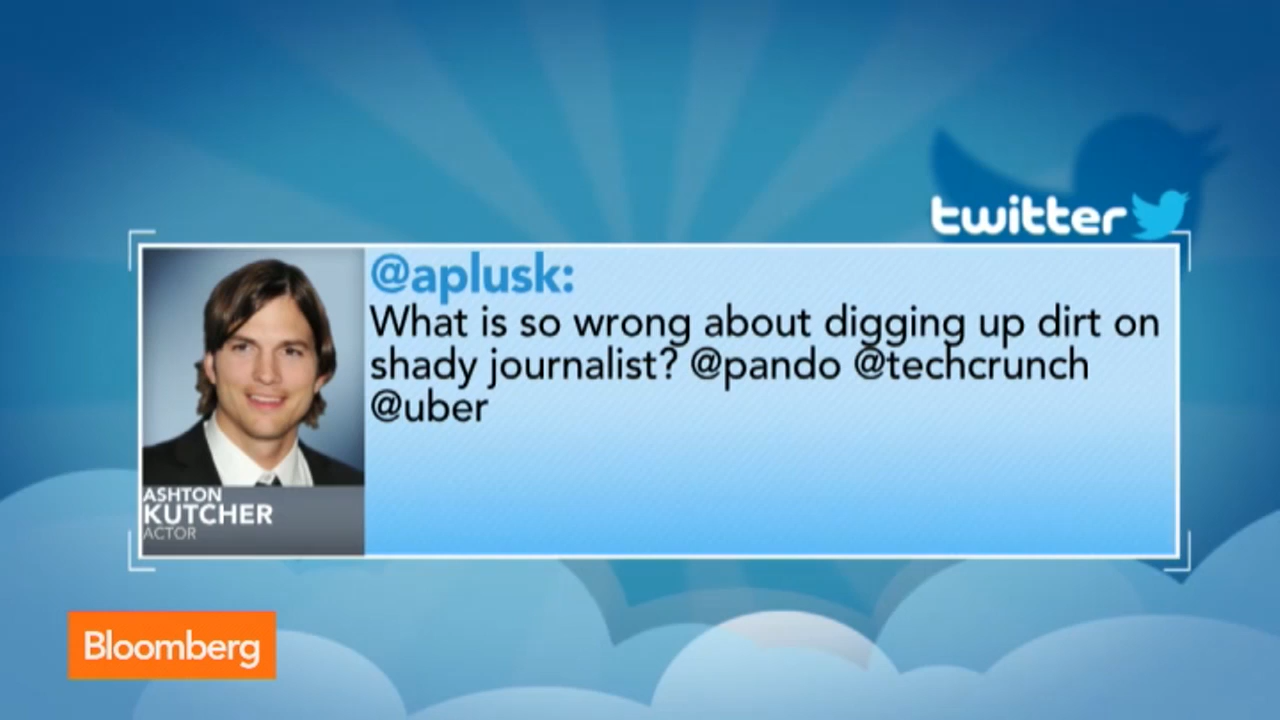 twitter
@aplusk:
What is so wrong about digging up dirt on
shady journalist? @pando @techcrunch
@uber
ASHTON
KUTCHER
ACTOR
Bloomberg